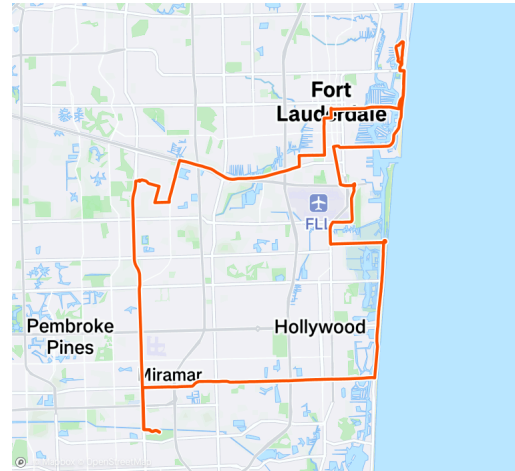 Fort
Lauderdale
FLL
Pembroke
Pines
Hollywood
Miramar